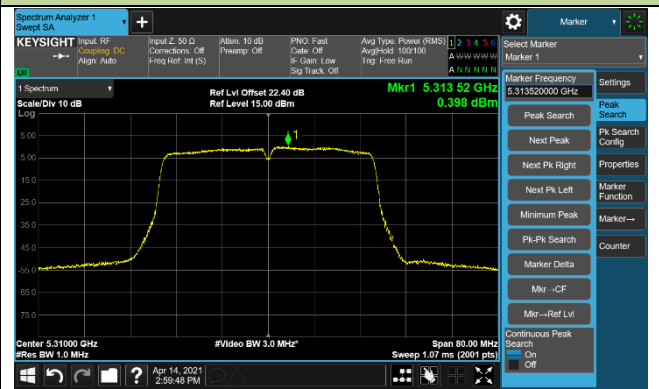 Spectrum Analyzer 1
Swept SA
Marker
KEYSIGHT
Input: RF
Coupling: DC
Align: Auto
Input Z: 50 Ω
Corrections: Off
Freq Ref: Int (S)
Atten: 10 dB
Preamp: Off
PNO: Fast
Gate: Off
IF Gain: Low
Sig Track: Off
Avg Type: Power (RMS)
Avg|Hold: 100/100
Trig: Free Run
1 2 3 4 5 6
A W W W W W
A N N N N N
LXI
Select Marker
Marker 1
1 Spectrum
Scale/Div 10 dB
Log
Ref Lvl Offset 22.40 dB
Ref Level 15.00 dBm
Mkr1 5.313 52 GHz
0.398 dBm
5.00
1
-5.00
-15.0
-25.0
-35.0
-45.0
-55.0
-65.0
-75.0
Center 5.31000 GHz
#Res BW 1.0 MHz
#Video BW 3.0 MHz*
Span 80.00 MHz
Sweep 1.07 ms (2001 pts)
Marker Frequency
5.313520000 GHz
Peak Search
Next Peak
Next Pk Right
Next Pk Left
Minimum Peak
Pk-Pk Search
Marker Delta
Mkr→CF
Mkr→Ref Lvl
Continuous Peak
Search
On
Off
Settings
Peak
Search
Pk Search
Config
Properties
Marker
Function
Marker→
Counter
Apr 14, 2021
2:59:48 PM